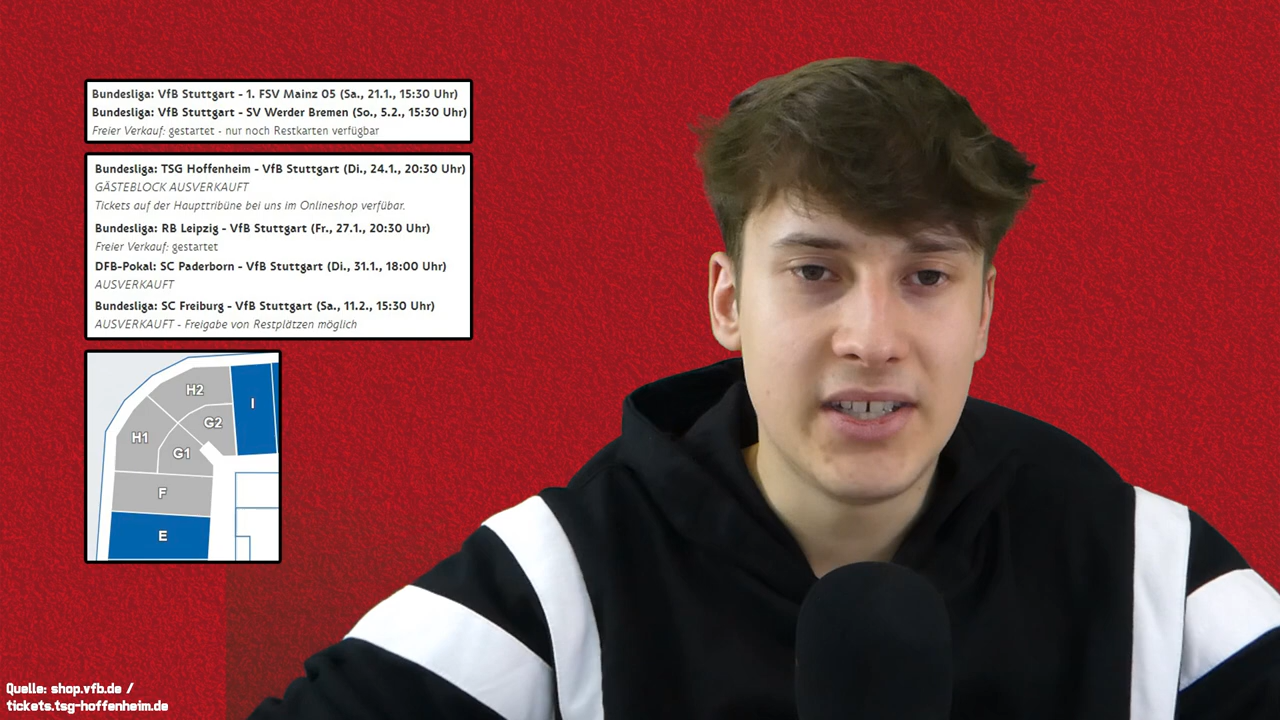 Bundesliga: VfB Stuttgart - 1. FSV Mainz 05 (Sa., 21.1., 15:30 Uhr)
Bundesliga: VfB Stuttgart - SV Werder Bremen (So., 5.2., 15:30 Uhr)
Freier Verkauf: gestartet - nur noch Restkarten verfügbar
Bundesliga: TSG Hoffenheim - VfB Stuttgart (Di., 24.1., 20:30 Uhr)
GÄSTEBLOCK AUSVERKAUFT
Tickets auf der Haupttribüne bei uns im Onlineshop verfübar.
Bundesliga: RB Leipzig - VfB Stuttgart (Fr., 27.1., 20:30 Uhr)
Freier Verkauf: gestartet
DFB-Pokal: SC Paderborn - VfB Stuttgart (Di., 31.1., 18:00 Uhr)
AUSVERKAUFT
Bundesliga: SC Freiburg - VfB Stuttgart (Sa., 11.2., 15:30 Uhr)
AUSVERKAUFT - Freigabe von Restplätzen möglich
H2
I
G2
H1
G1
F
E
Quelle: shop.vfb.de /
tickets.tsg-hoffenheim.de